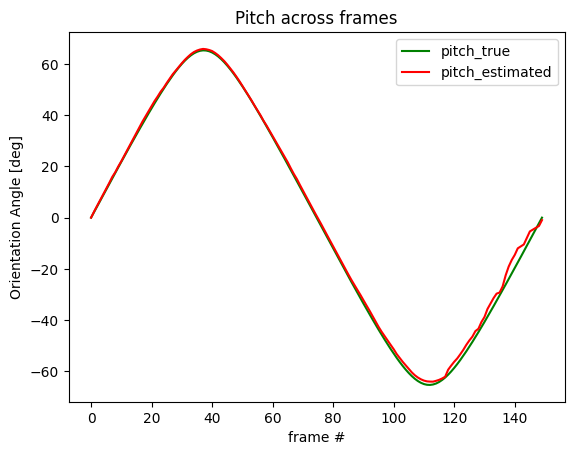 Pitch across frames
pitch_true
pitch_estimated
Orientation Angle [deg]
60
40
20
0
−20
−40
−60
0 20 40 60 80 100 120 140
frame #